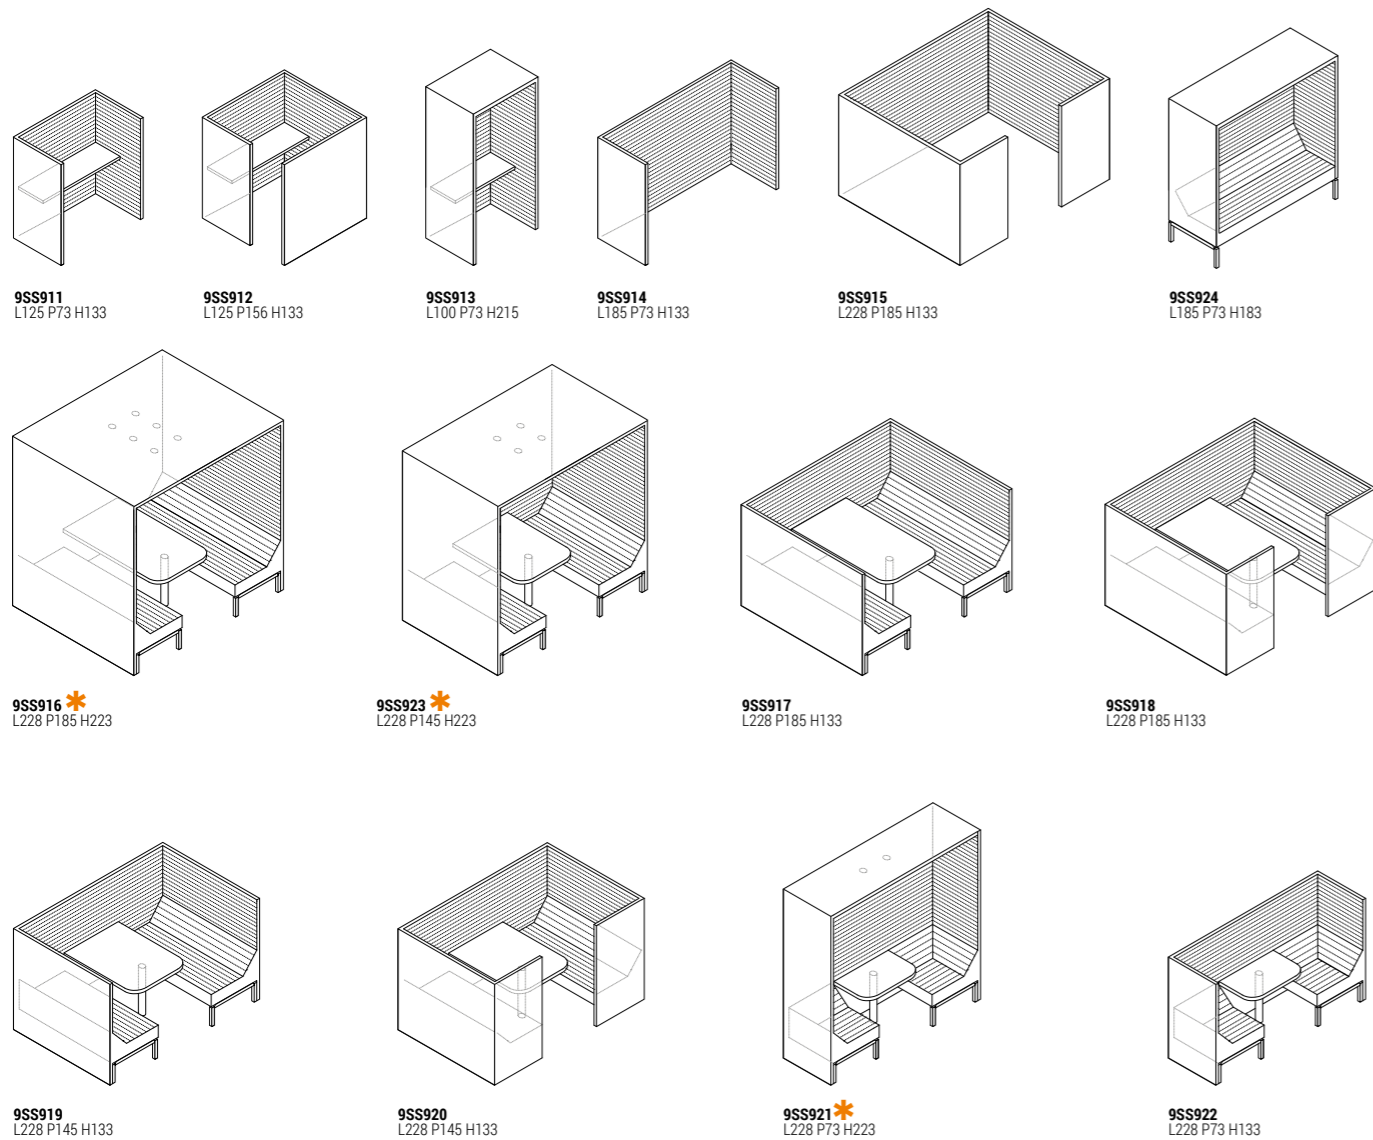 9SS911
L125 P73 H133
9SS912
L125 P156 H133
9SS913
L100 P73 H215
9SS914
L185 P73 H133
9SS915
L228 P185 H133
9SS924
L185 P73 H183
9SS916 *
L228 P185 H223
9SS923 *
L228 P145 H223
9SS917
L228 P185 H133
9SS918
L228 P185 H133
9SS919
L228 P145 H133
9SS920
L228 P145 H133
9SS921 *
L228 P73 H223
9SS922
L228 P73 H133